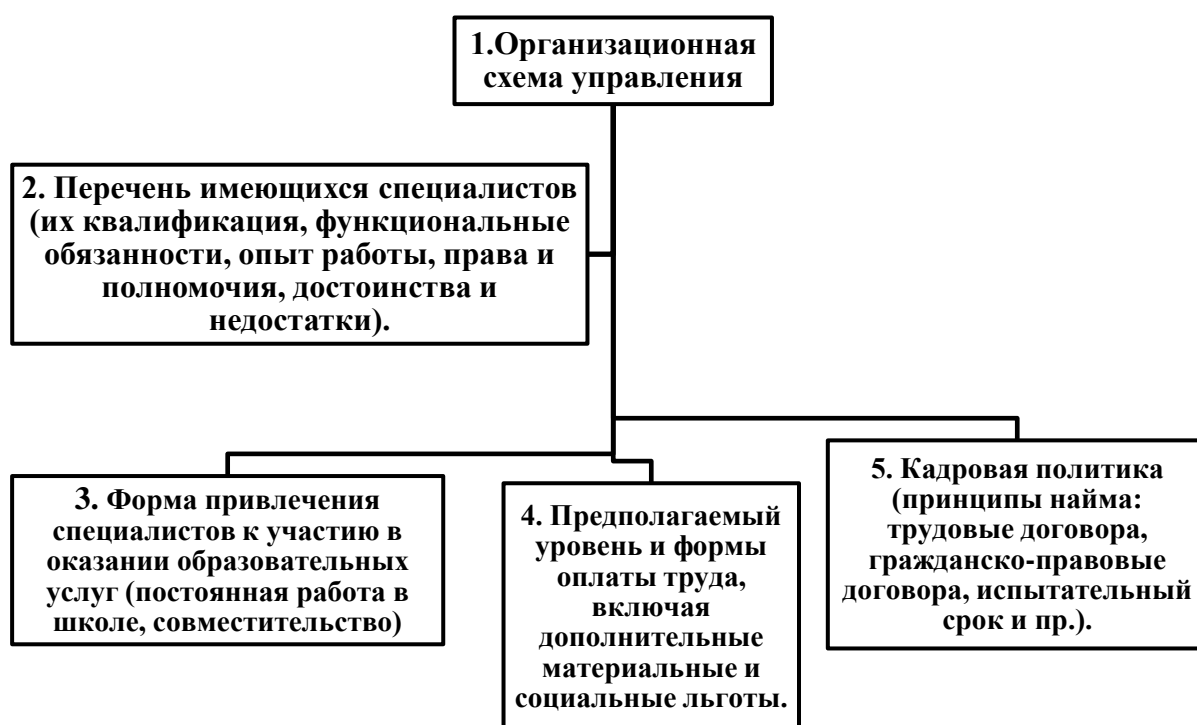 1.Организационная
схема управления
2. Перечень имеющихся специалистов
(их квалификация, функциональные
обязанности, опыт работы, права и
полномочия, достоинства и
недостатки).
3. Форма привлечения
специалистов к участию в
оказании образовательных
услуг (постоянная работа в
школе, совместительство)
4. Предполагаемый
уровень и формы
оплаты труда,
включая
дополнительные
материальные и
социальные льготы.
5. Кадровая политика
(принципы найма:
трудовые договора,
гражданско-правовые
договора, испытательный
срок и пр.).